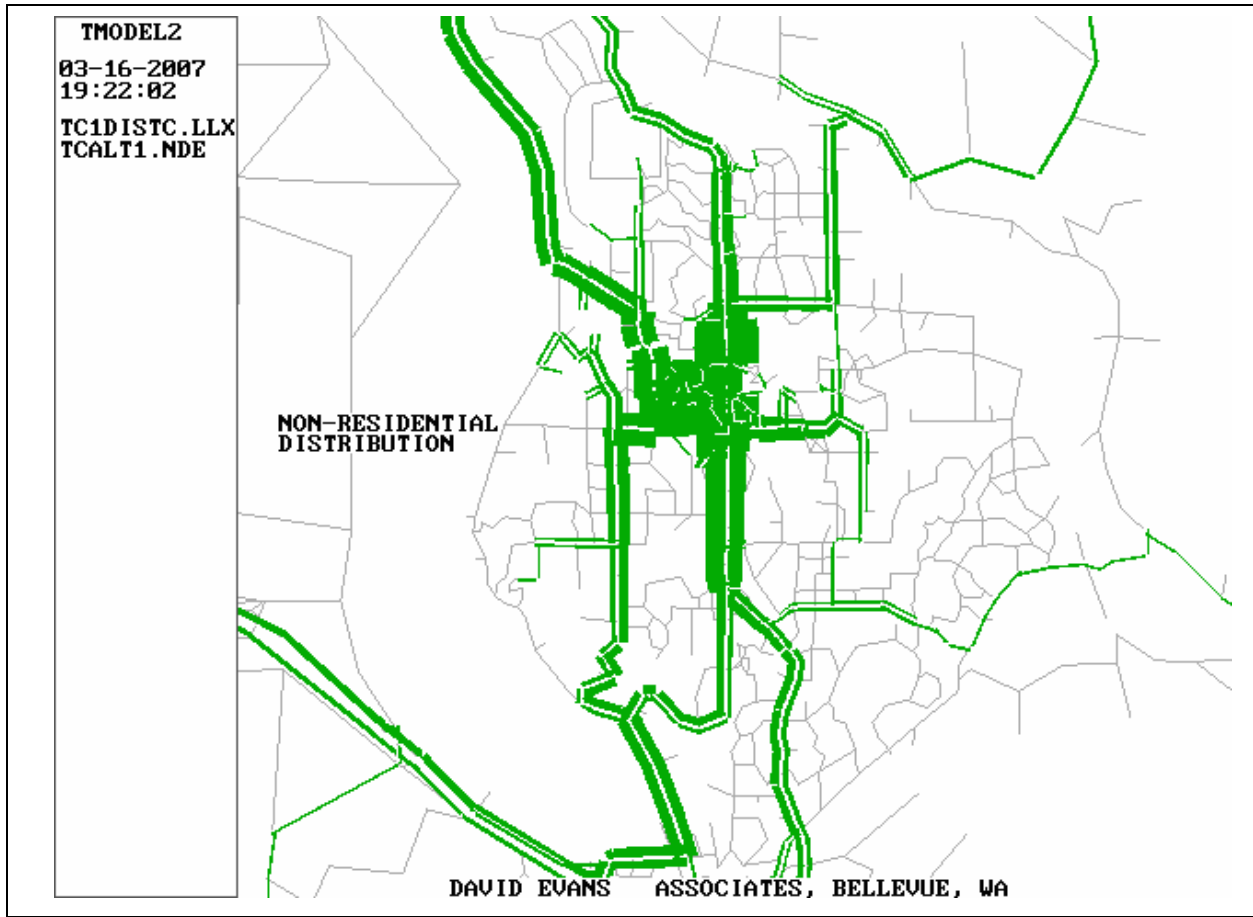 TMODEL2
03-16-2007
19:22:02
TC1DISTC.LLX
TCALT1.NDE
NON-RESIDENTIAL
DISTRIBUTION
DAVID EVANS ASSOCIATES, BELLEVUE, WA